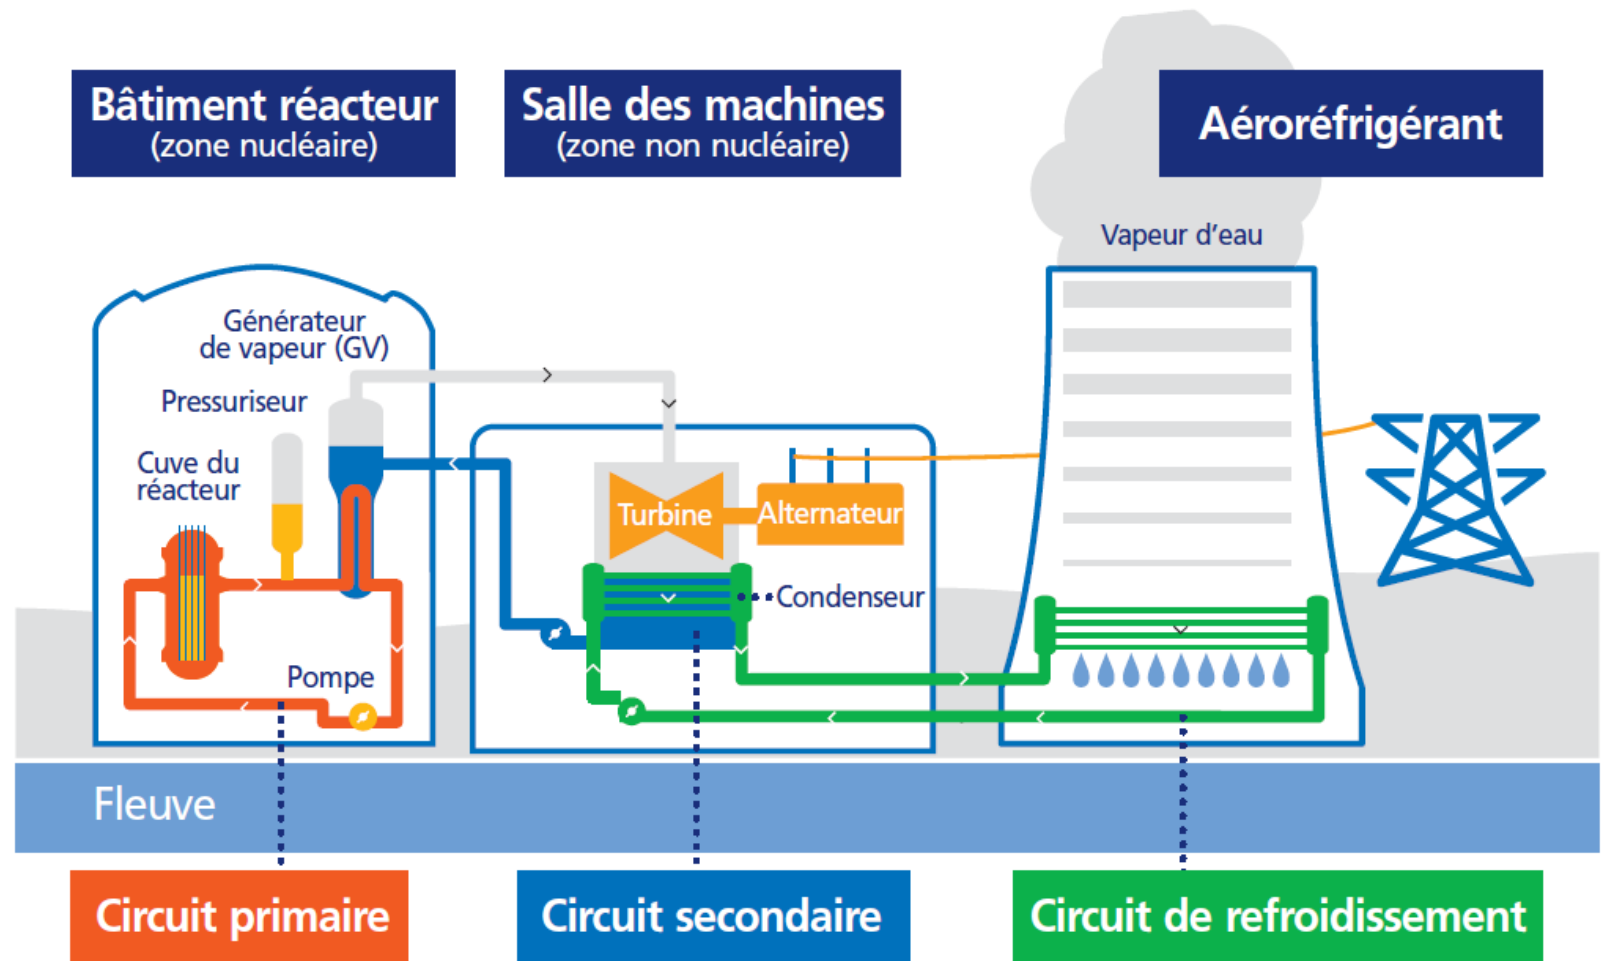 Bâtiment réacteur
(zone nucléaire)
Salle des machines
(zone non nucléaire)
Aéroréfrigérant
Vapeur d’eau
Générateur
de vapeur (GV)
Pressuriseur
Cuve du
réacteur
Turbine
Alternateur
Condenseur
Pompe
Fleuve
Circuit primaire
Circuit secondaire
Circuit de refroidissement